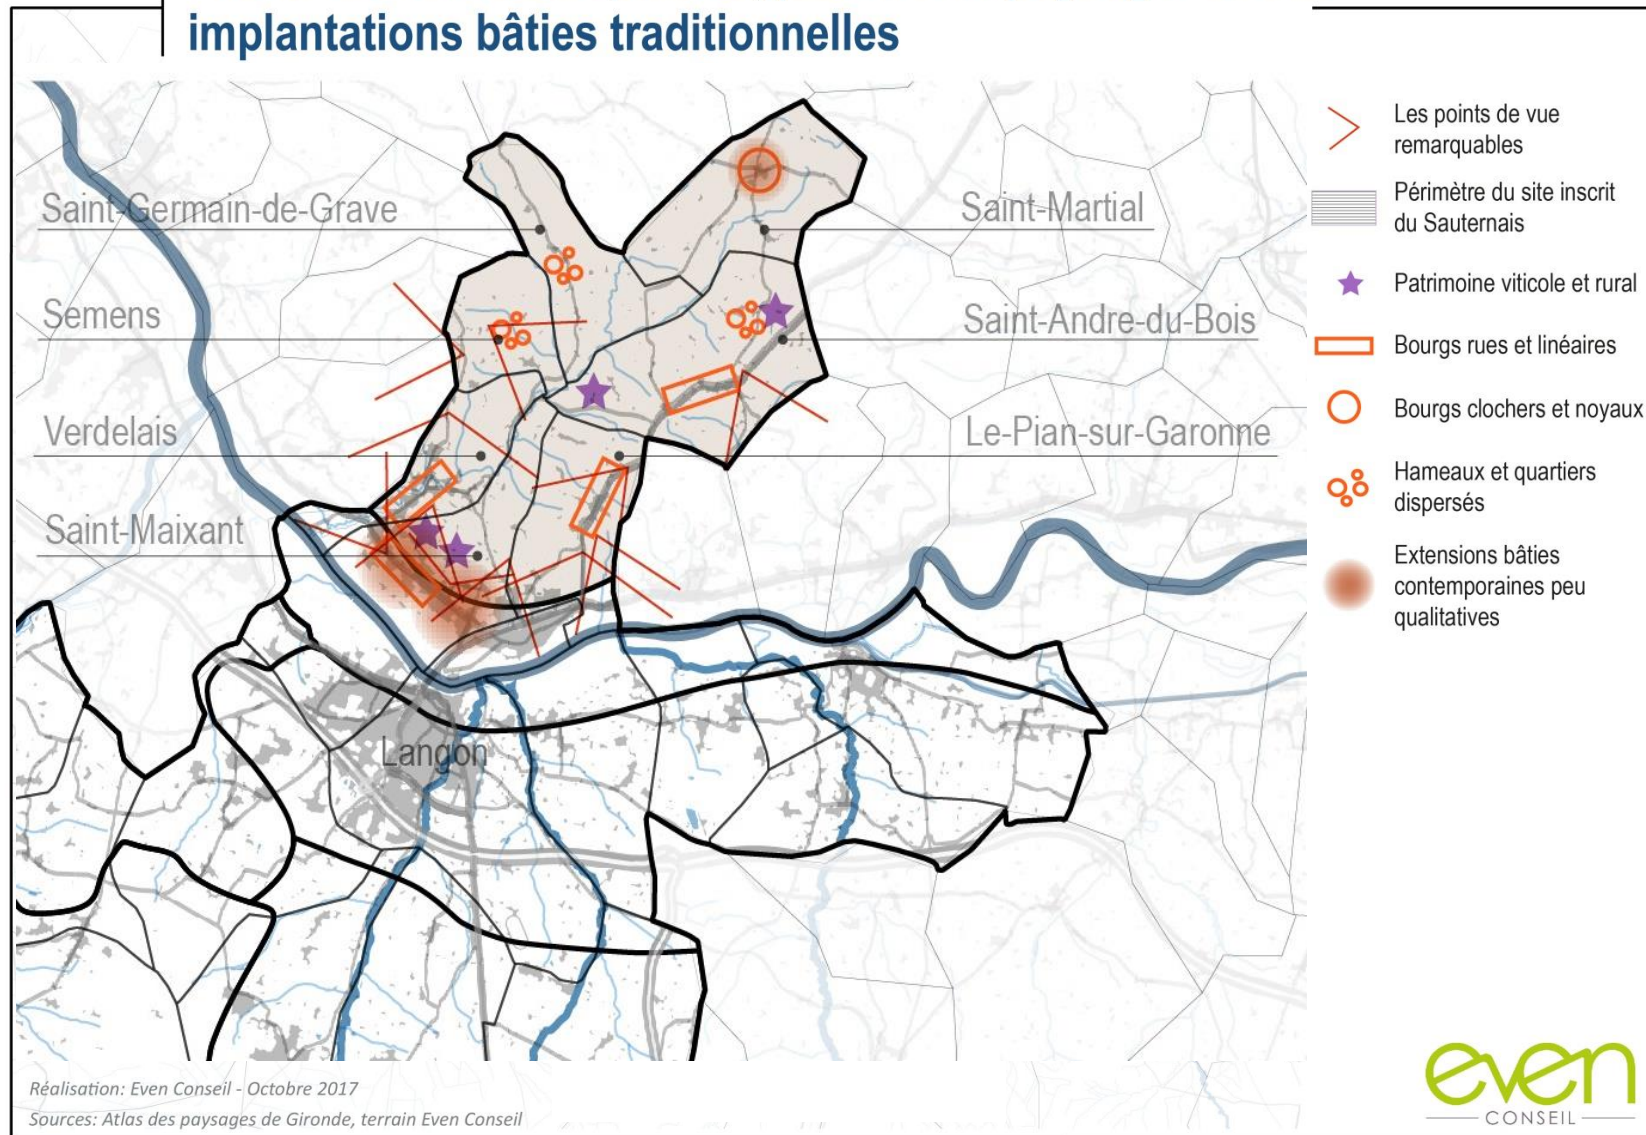 implantations bâties traditionnelles
Saint-Germain-de-Grave
Saint-Martial
Semens
Saint-Andre-du-Bois
Verdelais
Le-Pian-sur-Garonne
Saint-Maixant
Langon
Les points de vue
remarquables
Périmètre du site inscrit
du Sauternais
Patrimoine viticole et rural
Bourgs rues et linéaires
Bourgs clochers et noyaux
Hameaux et quartiers
dispersés
Extensions bâties
contemporaines peu
qualitatives
Réalisation: Even Conseil - Octobre 2017
Sources: Atlas des paysages de Gironde, terrain Even Conseil
even
CONSEIL